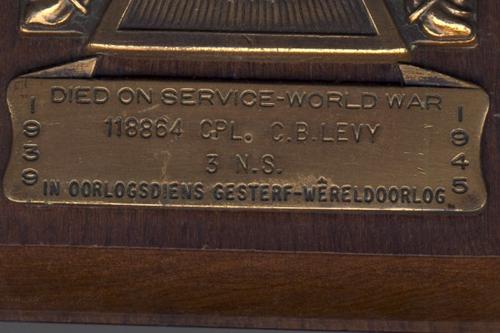 DIED ON SERVICE-WORLD WAR
1939
118864 CPL. C.B.LEVY
3 N.S.
1945
IN OORLOGSDIENS GESTERF-WÊRELDOORLOG